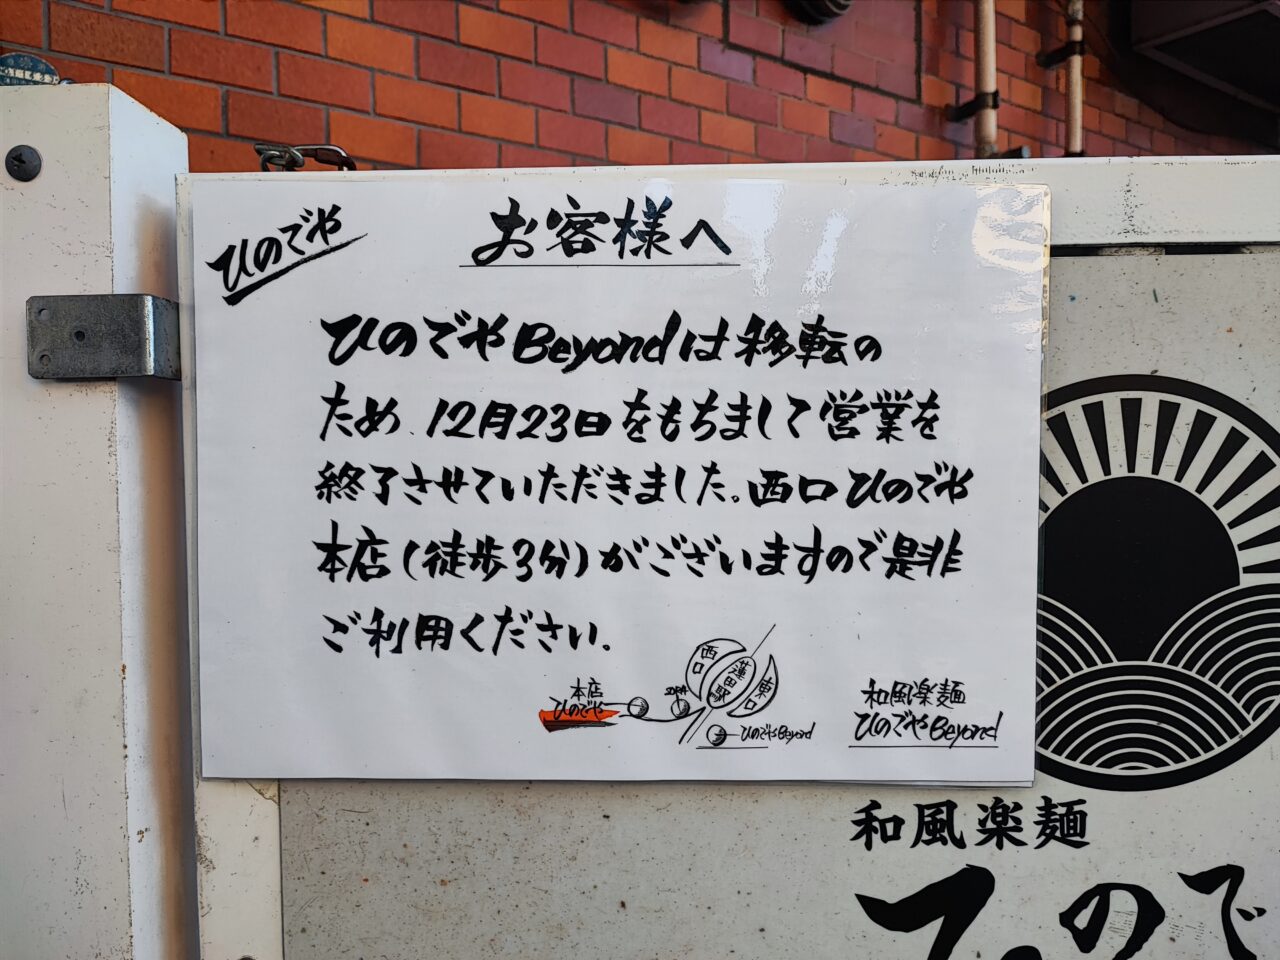 ひのでや
お客様へ
ひのでやBeyondは移転の
ため、12月23日をもちまして営業を
終了させていただきました。西口ひのでや
本店(徒歩3分)がございますので是非
ご利用ください。
西口
蓮田駅
東口
本店
ひのでや
ひのでやBeyond
和風楽麺
ひのでやBeyond
和風楽麺
ひので